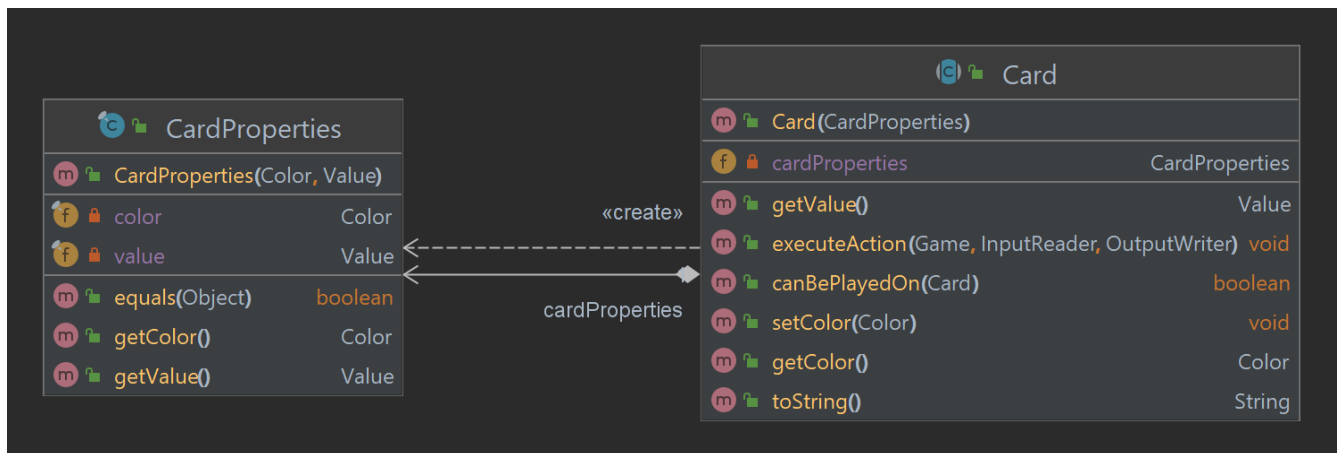 CardProperties
CardProperties(Color, Value)
color Color
value Value
equals(Object) boolean
getColor() Color
getValue() Value
«create»
cardProperties
Card
Card(CardProperties)
cardProperties CardProperties
getValue() Value
executeAction(Game, InputReader, OutputWriter) void
canBePlayedOn(Card) boolean
setColor(Color) void
getColor() Color
toString() String